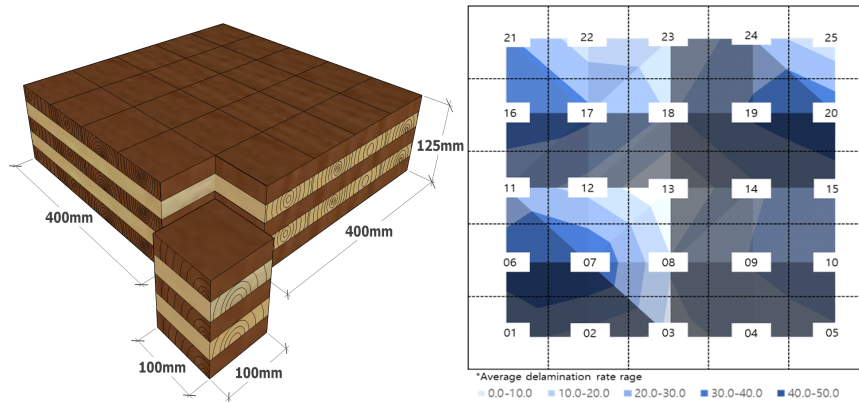 125mm
400mm
400mm
100mm
100mm
21 22 23 24 25
16 17 18 19 20
11 12 13 14 15
06 07 08 09 10
01 02 03 04 05
*Average delamination rate rage
0.0-10.0 10.0-20.0 20.0-30.0 30.0-40.0 40.0-50.0